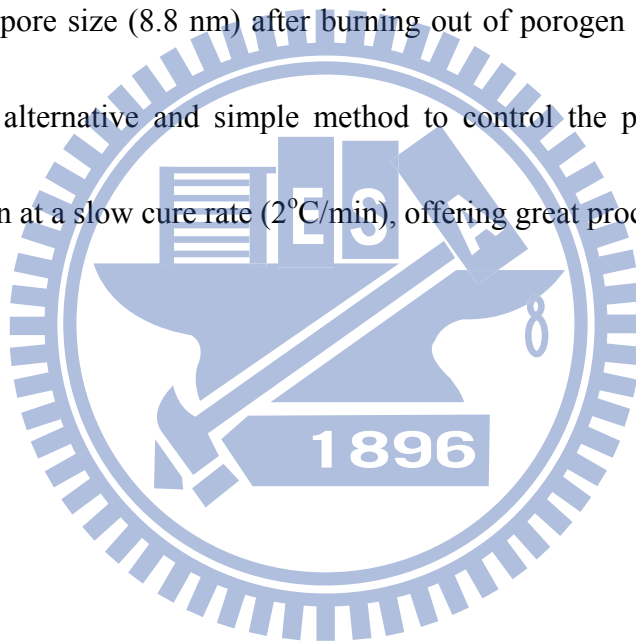 pore size (8.8 nm) after burning out of porogen
alternative and simple method to control the p
n at a slow cure rate (2°C/min), offering great proc
E S A
1896